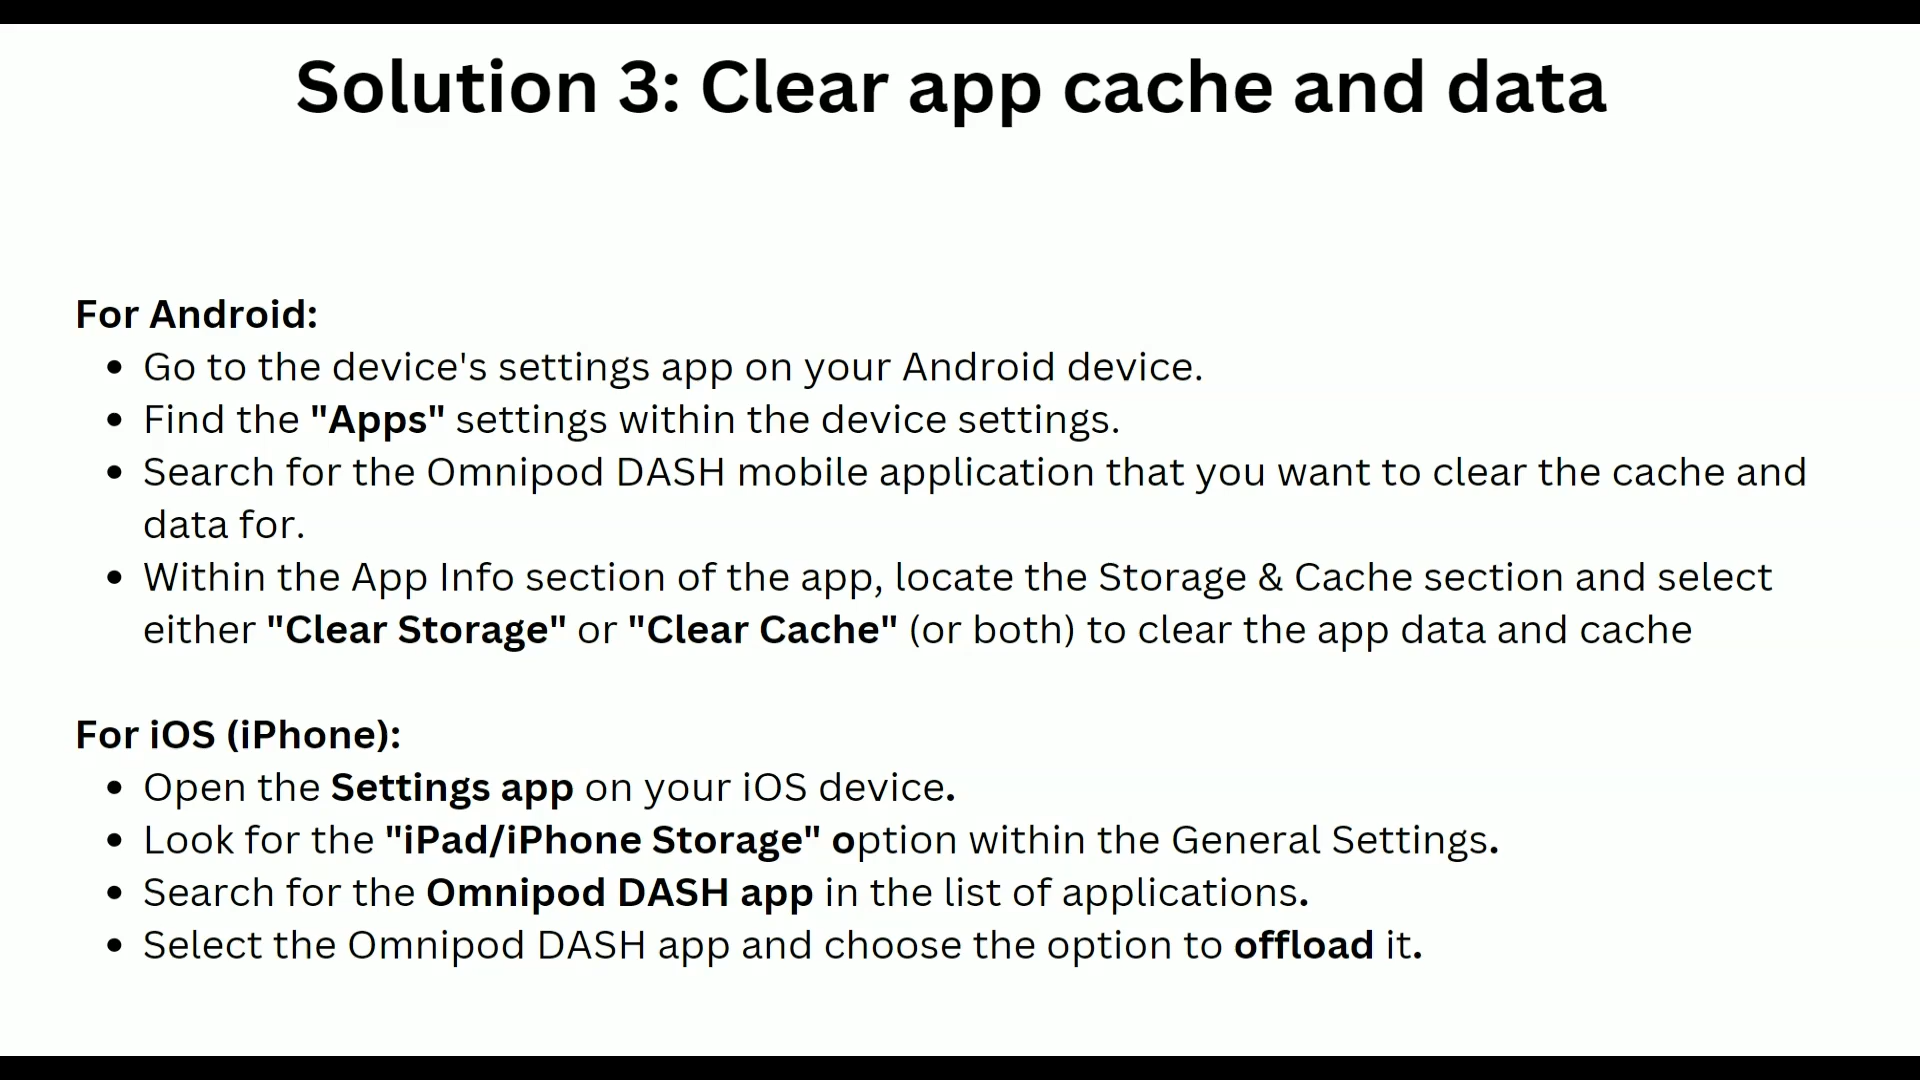 Solution 3: Clear app cache and data
For Android:
• Go to the device's settings app on your Android device.
• Find the "Apps" settings within the device settings.
• Search for the Omnipod DASH mobile application that you want to clear the cache and
data for.
• Within the App Info section of the app, locate the Storage & Cache section and select
either "Clear Storage" or "Clear Cache" (or both) to clear the app data and cache
For iOS (iPhone):
• Open the Settings app on your iOS device.
• Look for the "iPad/iPhone Storage" option within the General Settings.
• Search for the Omnipod DASH app in the list of applications.
• Select the Omnipod DASH app and choose the option to offload it.